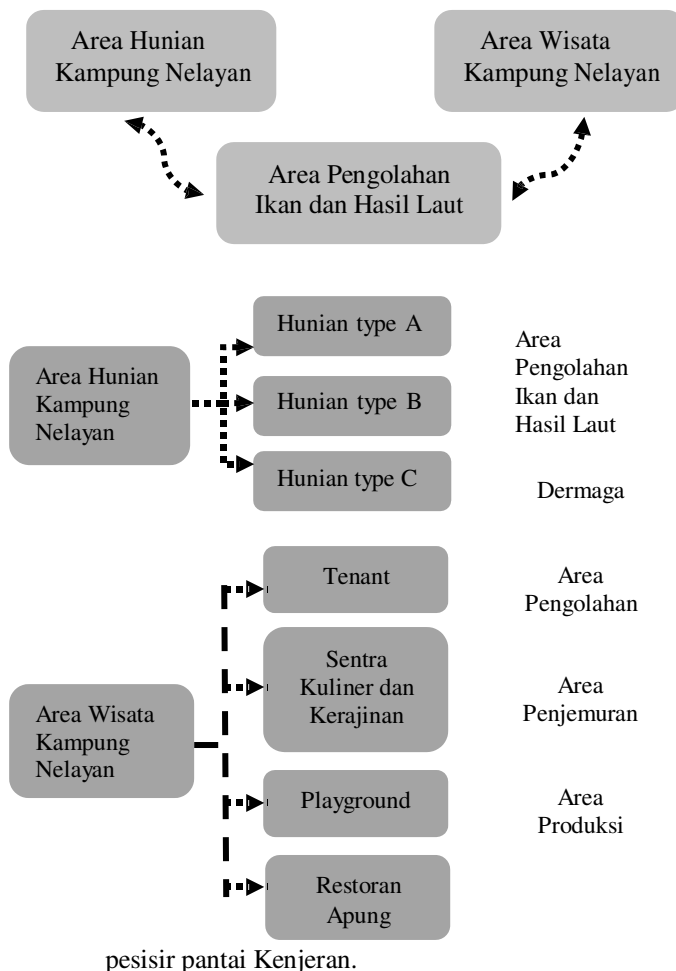 Area Hunian
Kampung Nelayan
Area Wisata
Kampung Nelayan
Area Pengolahan
Ikan dan Hasil Laut
Area Hunian
Kampung
Nelayan
Hunian type A
Hunian type B
Hunian type C
Area
Pengolahan
Ikan dan
Hasil Laut
Dermaga
Area Wisata
Kampung
Nelayan
Tenant
Sentra
Kuliner dan
Kerajinan
Playground
Restoran
Apung
Area
Pengolahan
Area
Penjemuran
Area
Produksi
pesisir pantai Kenjeran.